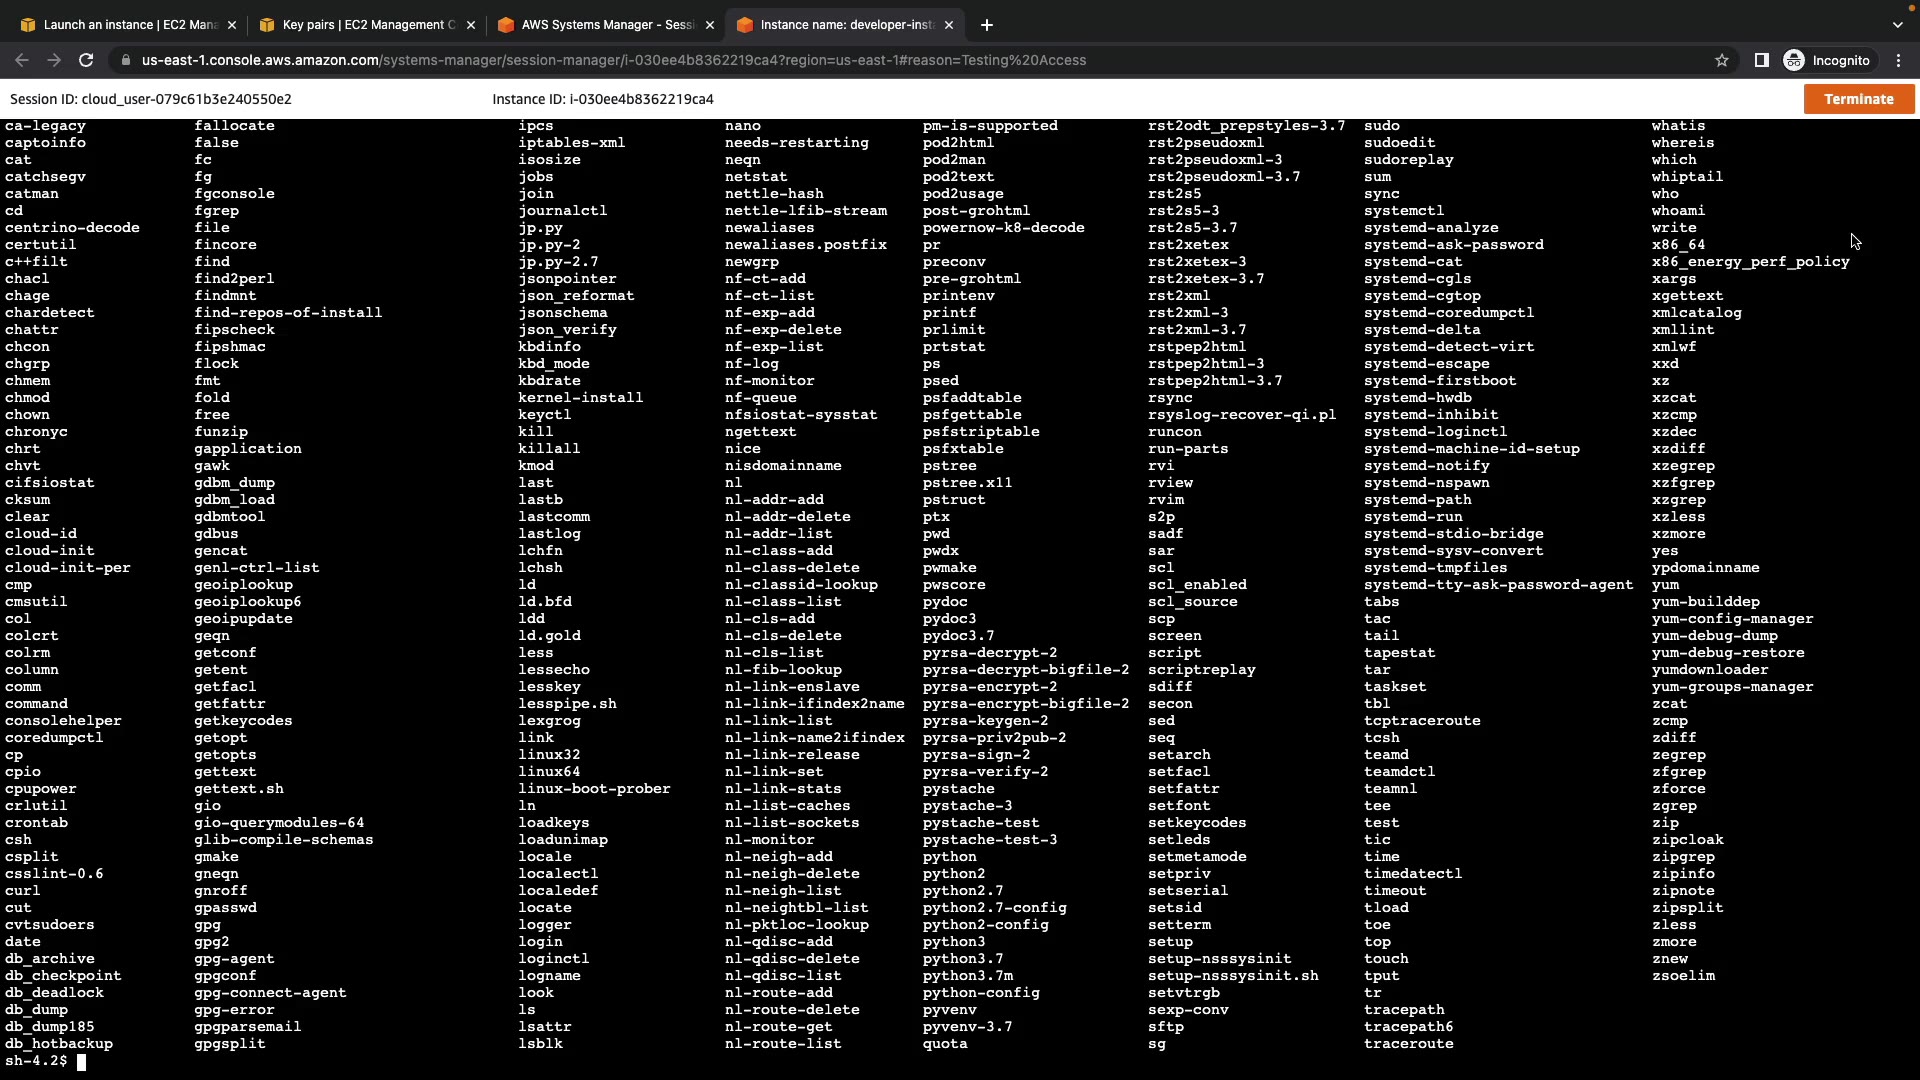 Launch an instance | EC2 Mana
Key pairs | EC2 Management C
AWS Systems Manager - Sessi
Instance name: developer-inst
us-east-1.console.aws.amazon.com/systems-manager/session-manager/i-030ee4b8362219ca4?region=us-east-1#reason=Testing%20Access
Incognito
Session ID: cloud_user-079c61b3e240550e2 Instance ID: i-030ee4b8362219ca4 Terminate
ca-legacy fallocate ipcs nano pm-is-supported rst2odt_prepstyles-3.7 sudo whatis
captoinfo false iptables-xml needs-restarting pod2html rst2pseudoxml sudoedit whereis
cat fc isosize neqn pod2man rst2pseudoxml-3 sudoreplay which
catchsegv fg jobs netstat pod2text rst2pseudoxml-3.7 sum whiptail
catman fgconsole join nettle-hash pod2usage rst2s5 sync who
cd fgrep journalctl nettle-lfib-stream post-grohtml rst2s5-3 systemctl whoami
centrino-decode file jp.py newaliases powernow-k8-decode rst2s5-3.7 systemd-analyze write
certutil fincore jp.py-2 newaliases.postfix pr rst2xetex systemd-ask-password x86_64
c++filt find jp.py-2.7 newgrp preconv rst2xetex-3 systemd-cat x86_energy_perf_policy
chacl find2perl jsonpointer nf-ct-add pre-grohtml rst2xetex-3.7 systemd-cgls xargs
chage findmnt json_reformat nf-ct-list printenv rst2xml systemd-cgtop xgettext
chardetect find-repos-of-install jsonschema nf-exp-add printf rst2xml-3 systemd-coredumpctl xmlcatalog
chattr fipscheck json_verify nf-exp-delete prlimit rst2xml-3.7 systemd-delta xmllint
chcon fipshmac kbdinfo nf-exp-list prtstat rstpep2html systemd-detect-virt xmlwf
chgrp flock kbd_mode nf-log ps rstpep2html-3 systemd-escape xxd
chmem fmt kbdrate nf-monitor psed rstpep2html-3.7 systemd-firstboot xz
chmod fold kernel-install nf-queue psfaddtable rsync systemd-hwdb xzcat
chown free keyctl nfsiostat-sysstat psfgettable rsyslog-recover-qi.pl systemd-inhibit xzcmp
chronyc funzip kill ngettext psfstriptable runcon systemd-loginctl xzdec
chrt gapplication killall nice psfxtable run-parts systemd-machine-id-setup xzdiff
chvt gawk kmod nisdomainname pstree rvi systemd-notify xzegrep
cifsiostat gdbm_dump last nl pstree.x11 rview systemd-nspawn xzfgrep
cksum gdbm_load lastb nl-addr-add pstruct rvim systemd-path xzgrep
clear gdbmtool lastcomm nl-addr-delete ptx s2p systemd-run xzless
cloud-id gdbus lastlog nl-addr-list pwd sadf systemd-stdio-bridge xzmore
cloud-init gencat lchfn nl-class-add pwdx sar systemd-sysv-convert yes
cloud-init-per genl-ctrl-list lchsh nl-class-delete pwmake scl systemd-tmpfiles ypdomainname
cmp geoiplookup ld nl-classid-lookup pwscore scl_enabled systemd-tty-ask-password-agent yum
cmsutil geoiplookup6 ld.bfd nl-class-list pydoc scl_source tabs yum-builddep
col geoipupdate ldd nl-cls-add pydoc3 scp tac yum-config-manager
colcrt geqn ld.gold nl-cls-delete pydoc3.7 screen tail yum-debug-dump
colrm getconf less nl-cls-list pyrsa-decrypt-2 script tapestat yum-debug-restore
column getent lessecho nl-fib-lookup pyrsa-decrypt-bigfile-2 scriptreplay tar yumdownloader
comm getfacl lesskey nl-link-enslave pyrsa-encrypt-2 sdiff taskset yum-groups-manager
command getfattr lesspipe.sh nl-link-ifindex2name pyrsa-encrypt-bigfile-2 secon tbl zcat
consolehelper getkeycodes lexgrog nl-link-list pyrsa-keygen-2 sed tcptraceroute zcmp
coredumpctl getopt link nl-link-name2ifindex pyrsa-priv2pub-2 seq tcsh zdiff
cp getopts linux32 nl-link-release pyrsa-sign-2 setarch teamd zegrep
cpio gettext linux64 nl-link-set pyrsa-verify-2 setfacl teamdctl zfgrep
cpupower gettext.sh linux-boot-prober nl-link-stats pystache setfattr teamnl zforce
crlutil gio ln nl-list-caches pystache-3 setfont tee zgrep
crontab gio-querymodules-64 loadkeys nl-list-sockets pystache-test setkeycodes test zip
csh glib-compile-schemas loadunimap nl-monitor pystache-test-3 setleds tic zipcloak
csplit gmake locale nl-neigh-add python setmetamode time zipgrep
csslint-0.6 gneqn localectl nl-neigh-delete python2 setpriv timedatectl zipinfo
curl gnroff localedef nl-neigh-list python2.7 setserial timeout zipnote
cut gpasswd locate nl-neightbl-list python2.7-config setsid tload zipsplit
cvtsudoers gpg logger nl-pktloc-lookup python2-config setterm toe zless
date gpg2 login nl-qdisc-add python3 setup top zmore
db_archive gpg-agent loginctl nl-qdisc-delete python3.7 setup-nsssysinit touch znew
db_checkpoint gpgconf logname nl-qdisc-list python3.7m setup-nsssysinit.sh tput zsoelim
db_deadlock gpg-connect-agent look nl-route-add python-config setvtrgb tr
db_dump gpg-error ls nl-route-delete pyvenv sexp-conv tracepath
db_dump185 gpgparsemail lsattr nl-route-get pyvenv-3.7 sftp tracepath6
db_hotbackup gpgsplit lsblk nl-route-list quota sg traceroute
sh-4.2$